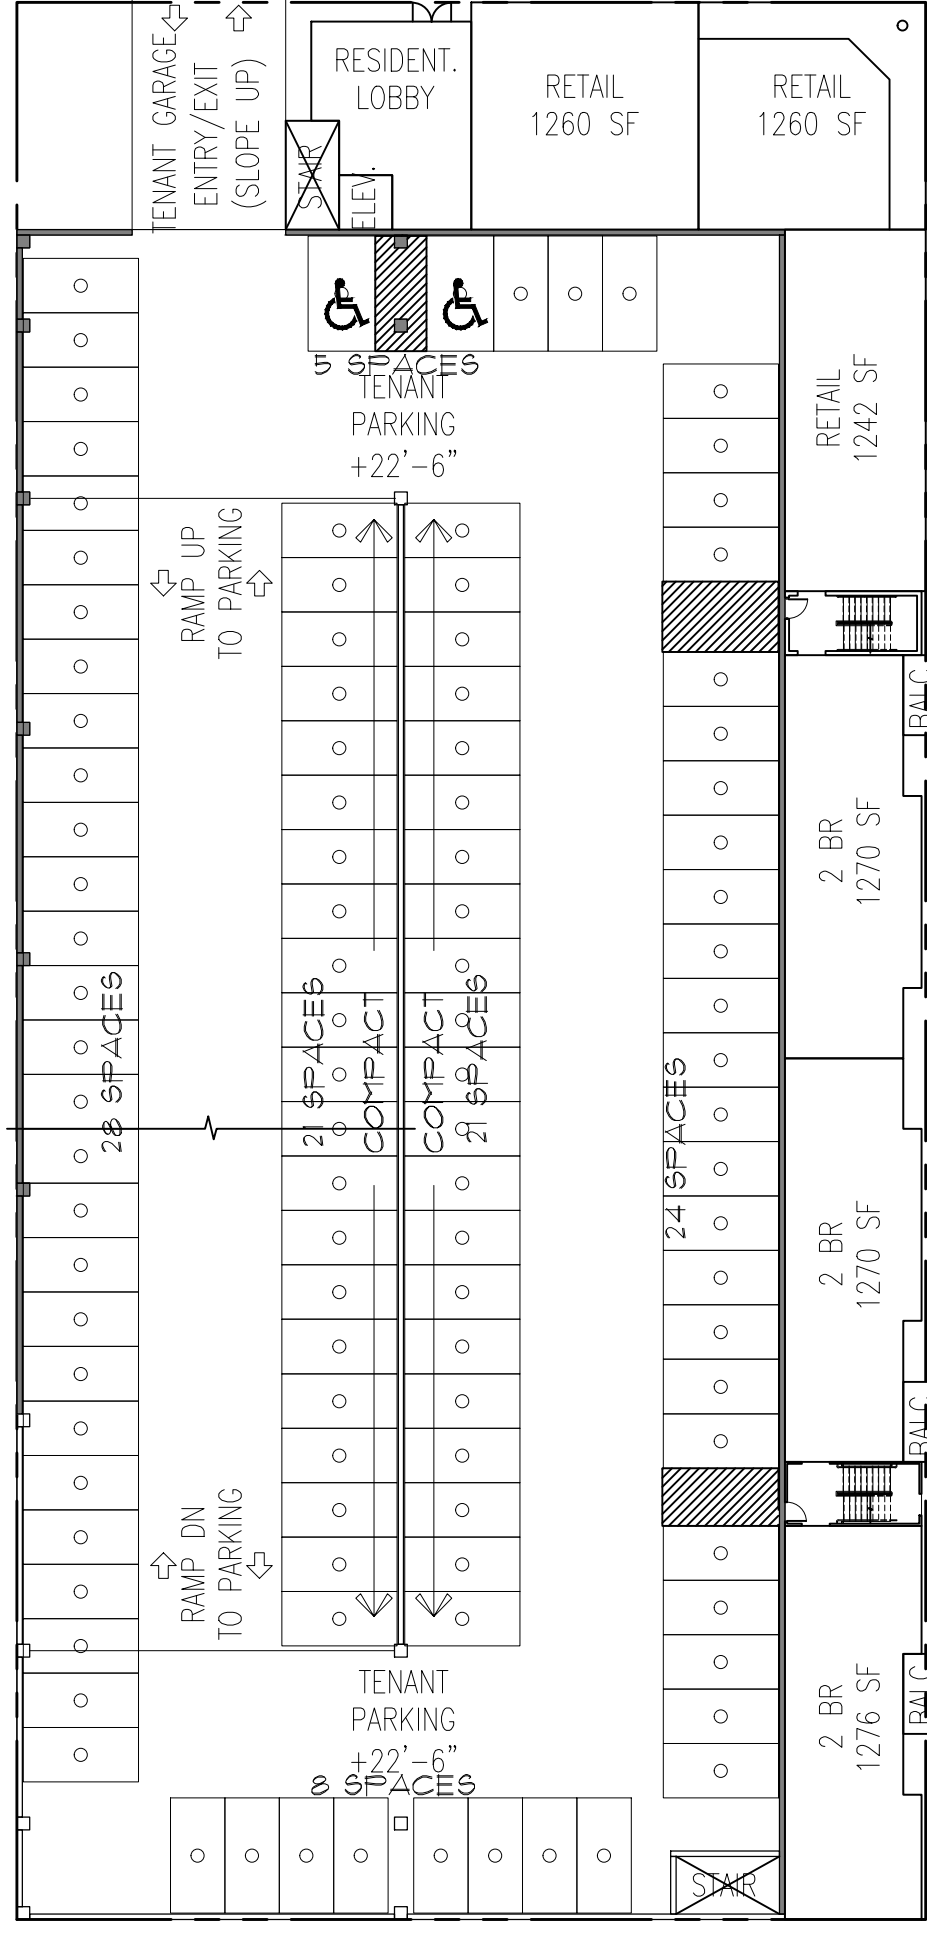 TENANT GARAGE
ENTRY/EXIT
(SLOPE UP)
RESIDENT.
LOBBY
STAIR
ELEV.
RETAIL
1260 SF
RETAIL
1260 SF
5 SPACES
TENANT
PARKING
+22'-6"
RETAIL
1242 SF
RAMP UP
TO PARKING
BALC.
2 BR
1270 SF
28 SPACES
21 SPACES
COMPACT
COMPACT
21 SPACES
24 SPACES
2 BR
1270 SF
BALC.
RAMP DN
TO PARKING
TENANT
PARKING
+22'-6"
8 SPACES
2 BR
1276 SF
BALC.
STAIR